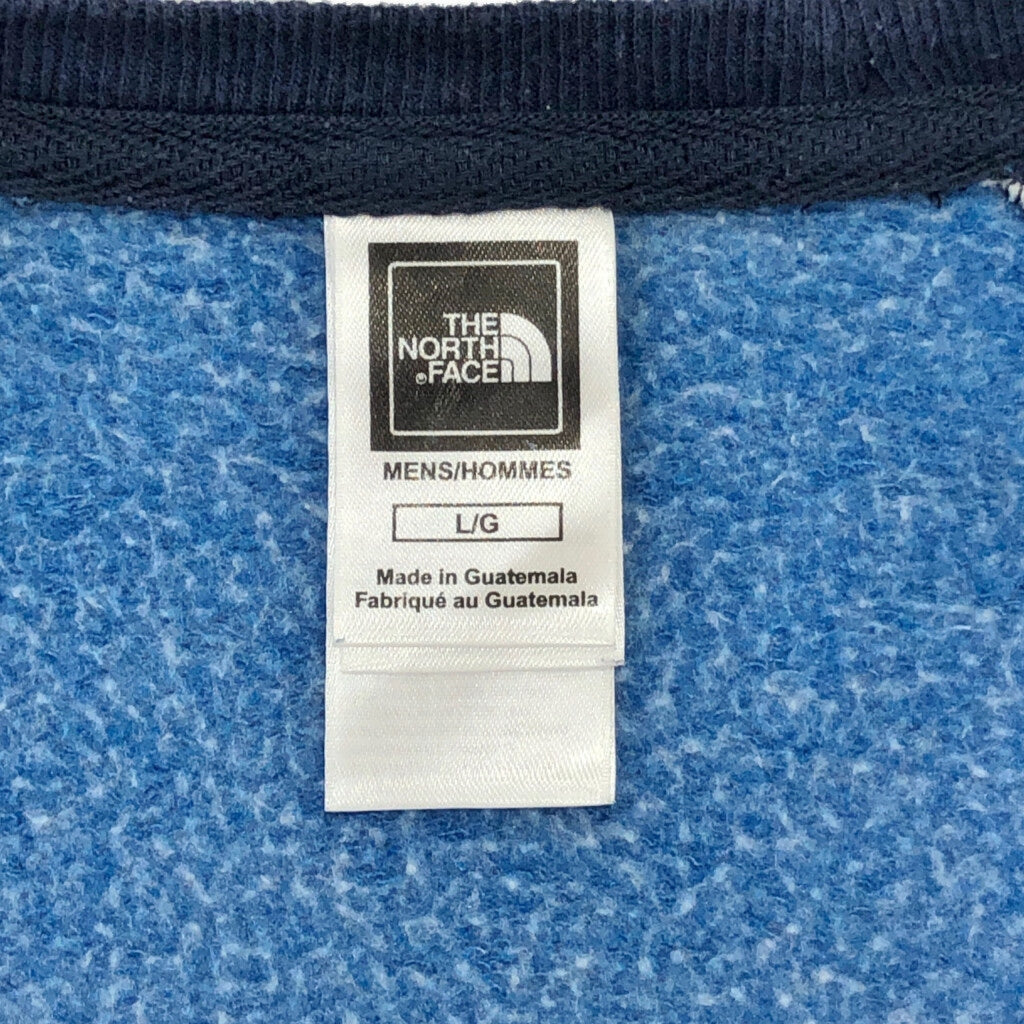 THE
NORTH
®FACE
MENS/HOMMES
L/G
Made in Guatemala
Fabriqué au Guatemala